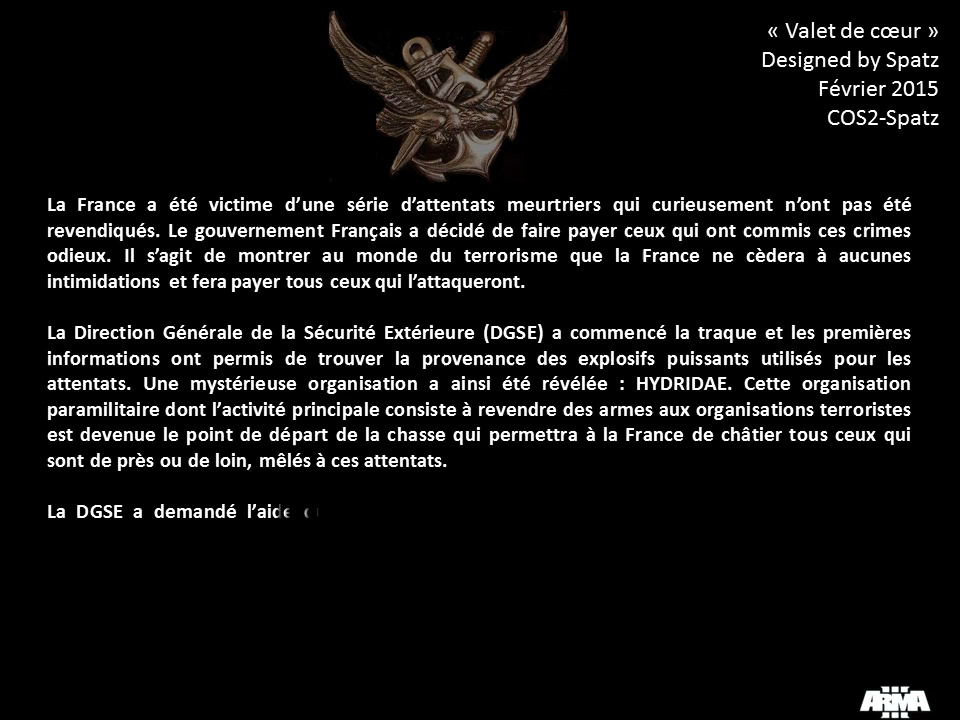 « Valet de cœur »
Designed by Spatz
Février 2015
COS2-Spatz
La France a été victime d’une série d’attentats meurtriers qui curieusement n’ont pas été
revendiqués. Le gouvernement Français a décidé de faire payer ceux qui ont commis ces crimes
odieux. Il s’agit de montrer au monde du terrorisme que la France ne cèdera à aucunes
intimidations et fera payer tous ceux qui l’attaqueront.
La Direction Générale de la Sécurité Extérieure (DGSE) a commencé la traque et les premières
informations ont permis de trouver la provenance des explosifs puissants utilisés pour les
attentats. Une mystérieuse organisation a ainsi été révélée : HYDRIDAE. Cette organisation
paramilitaire dont l’activité principale consiste à revendre des armes aux organisations terroristes
est devenue le point de départ de la chasse qui permettra à la France de châtier tous ceux qui
sont de près ou de loin, mêlés à ces attentats.
La DGSE a demandé l’aide
ARMA